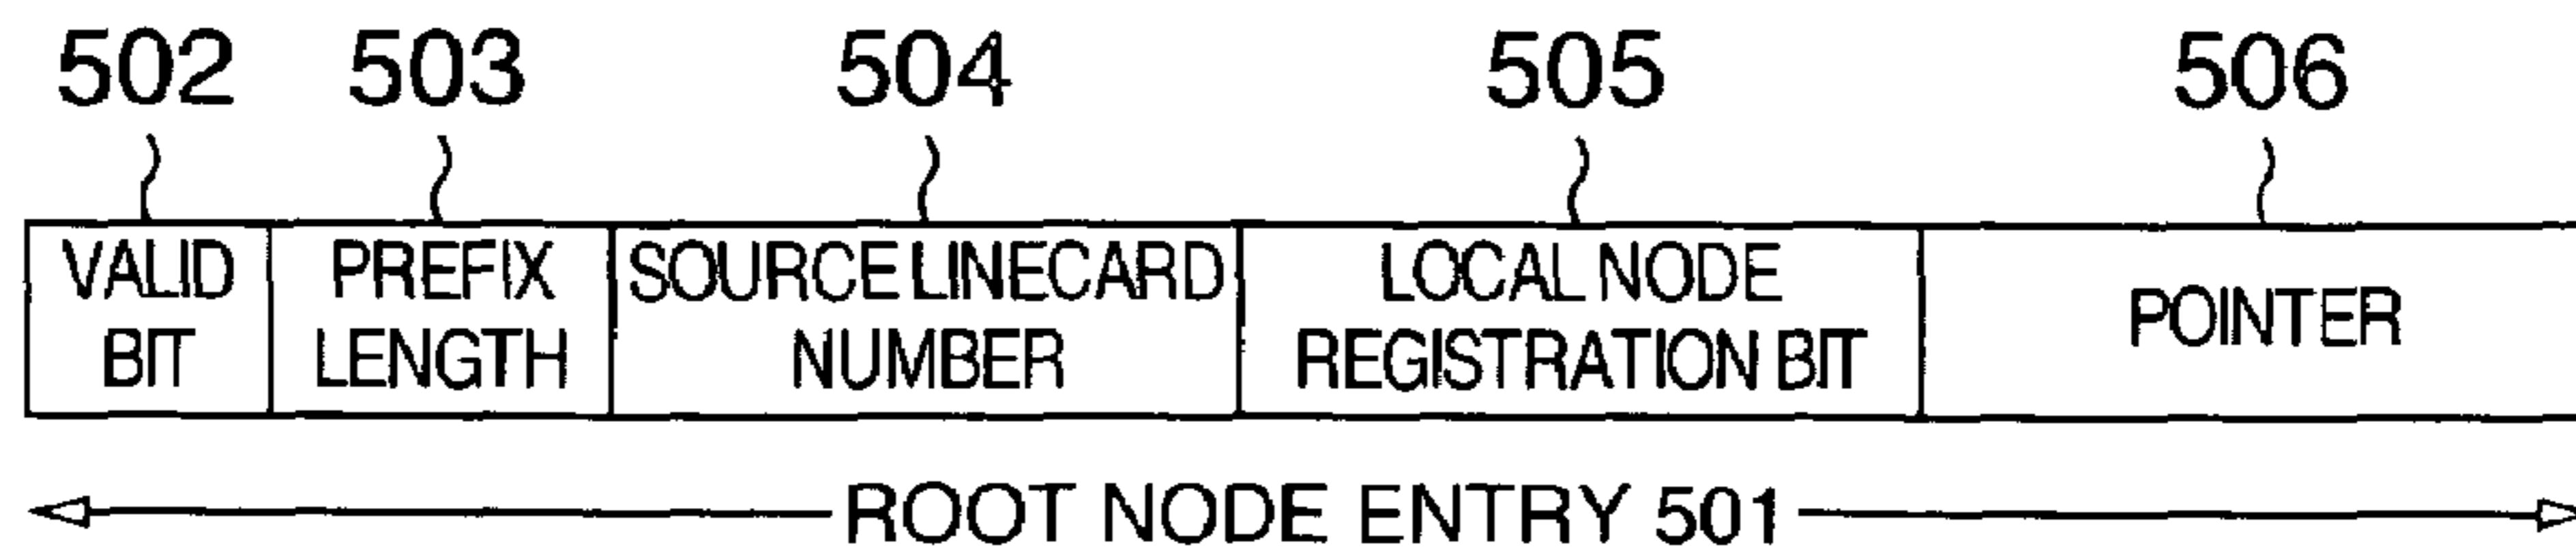 502 503 504 505 506
VALID BIT
PREFIX LENGTH
SOURCE LINECARD NUMBER
LOCAL NODE REGISTRATION BIT
POINTER
ROOT NODE ENTRY 501